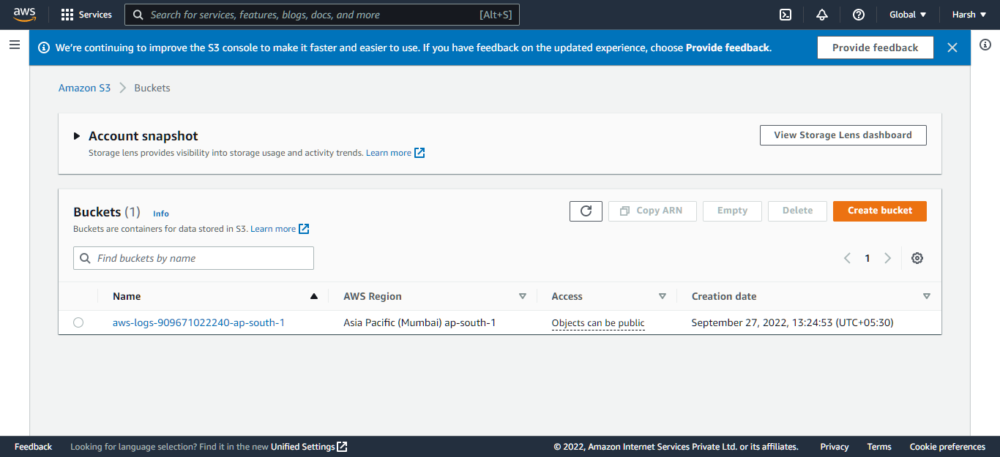 aws Services Search for services, features, blogs, docs, and more [Alt+S] Global Harsh
We're continuing to improve the S3 console to make it faster and easier to use. If you have feedback on the updated experience, choose Provide feedback. Provide feedback
Amazon S3 Buckets
Account snapshot View Storage Lens dashboard
Storage lens provides visibility into storage usage and activity trends. Learn more
Buckets (1) Info Copy ARN Empty Delete Create bucket
Buckets are containers for data stored in S3. Learn more
Find buckets by name 1
Name AWS Region Access Creation date
aws-logs-909671022240-ap-south-1 Asia Pacific (Mumbai) ap-south-1 Objects can be public September 27, 2022, 13:24:53 (UTC+05:30)
Feedback Looking for language selection? Find it in the new Unified Settings © 2022, Amazon Internet Services Private Ltd. or its affiliates. Privacy Terms Cookie preferences